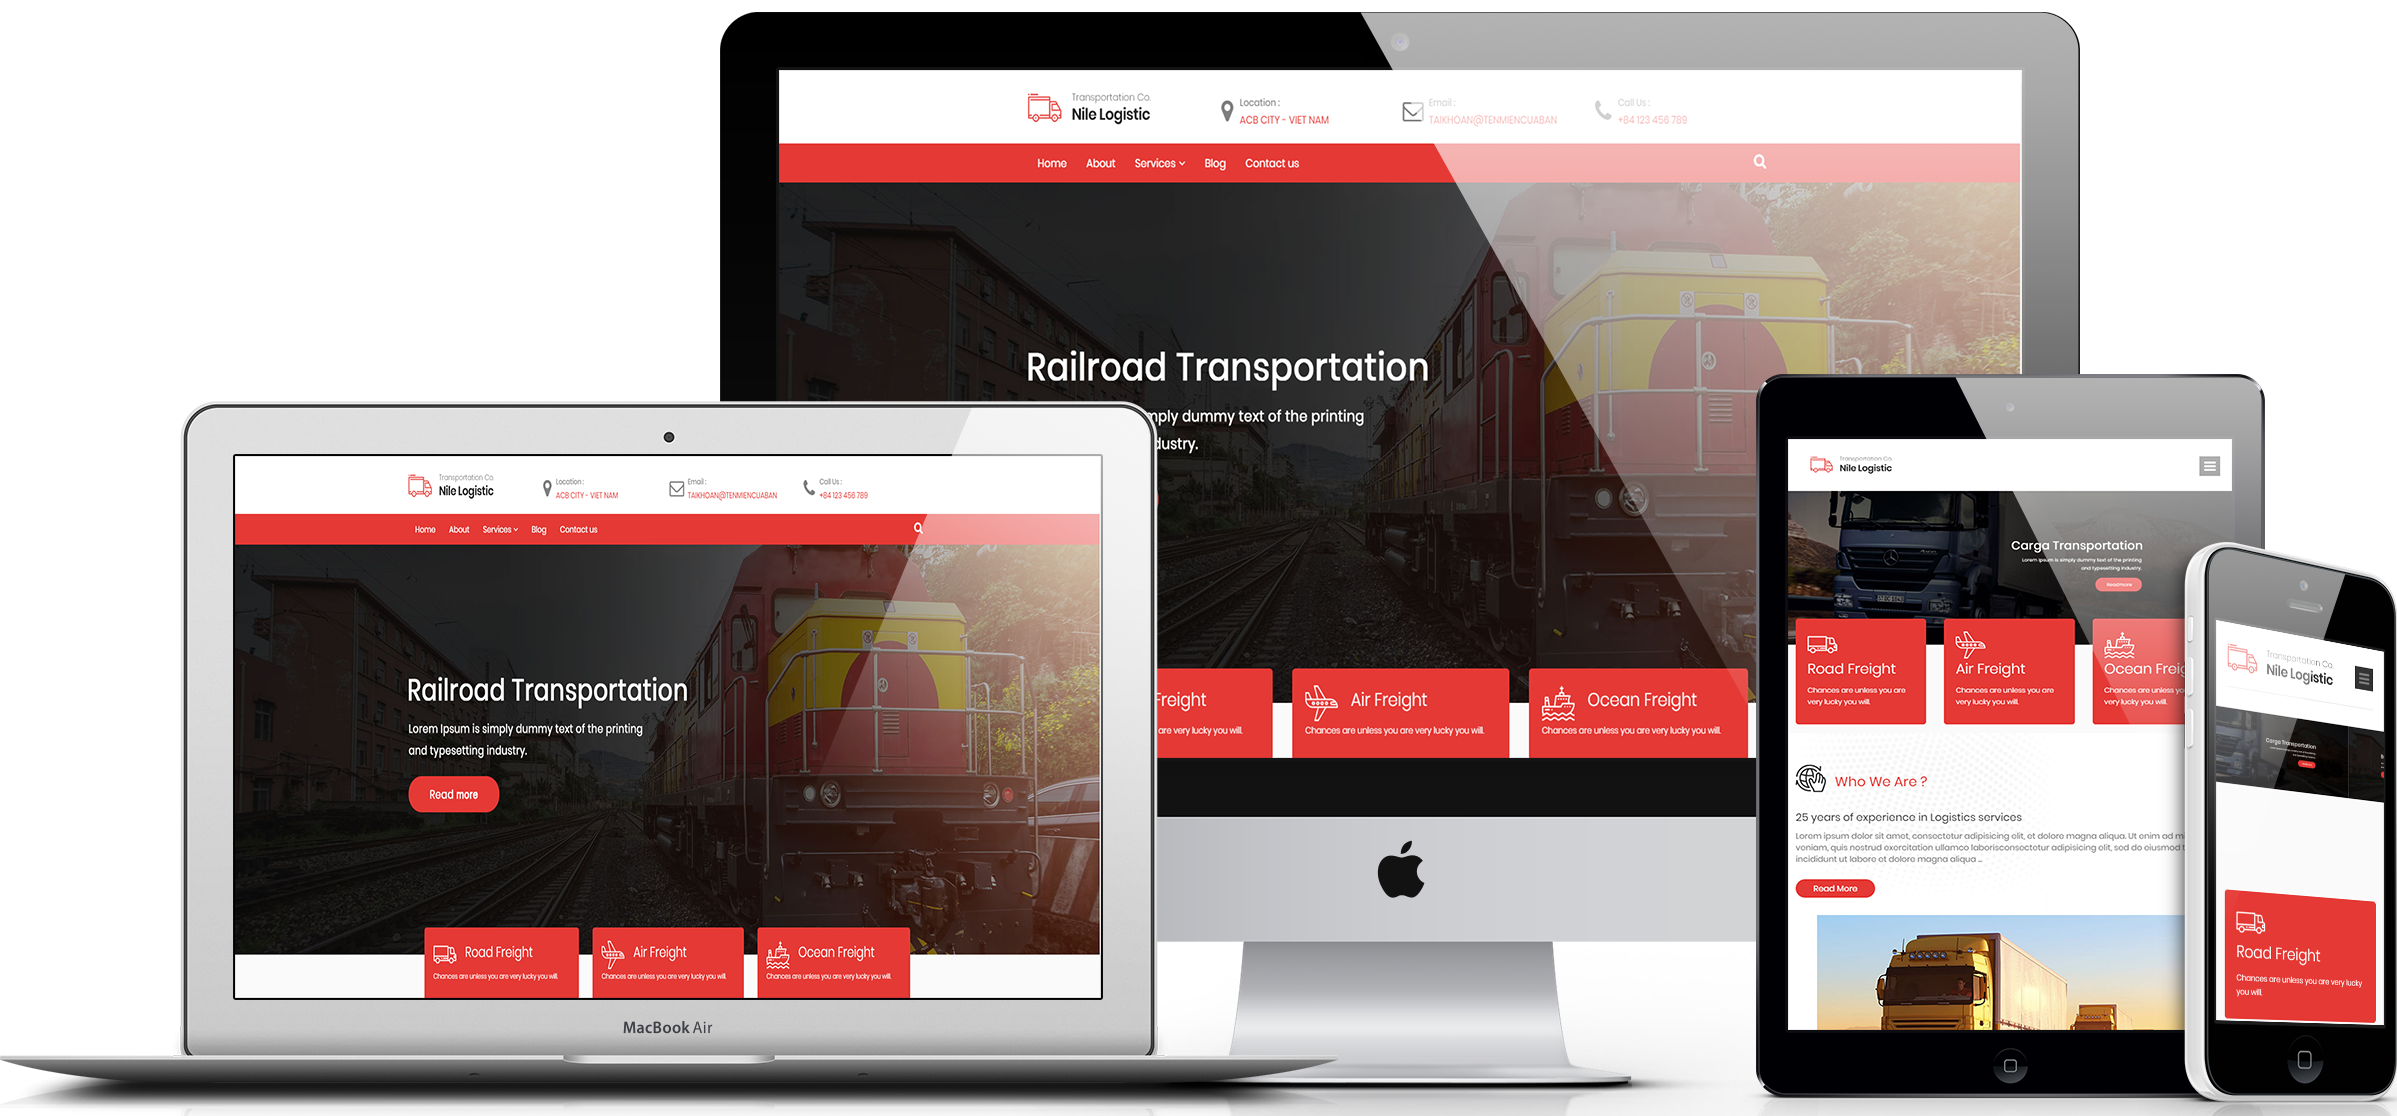 Transportation Co.
Nile Logistic
Location :
ACB CITY - VIET NAM
Email :
TAIKHOAN@TENMIENCUABAN
Call Us :
+84 123 456 789
Home About Services Blog Contact us
Railroad Transportation
mply dummy text of the printing
dustry.
Freight
are very lucky you will.
Air Freight
Chances are unless you are very lucky you will.
Ocean Freight
Chances are unless you are very lucky you will.
Transportation Co.
Nile Logistic
Location :
ACB CITY - VIET NAM
Email :
TAIKHOAN@TENMIENCUABAN
Call Us :
+84 123 456 789
Home About Services Blog Contact us
Railroad Transportation
Lorem Ipsum is simply dummy text of the printing
and typesetting industry.
Read more
Road Freight
Chances are unless you are very lucky you will.
Air Freight
Chances are unless you are very lucky you will.
Ocean Freight
Chances are unless you are very lucky you will.
MacBook Air
Transportation Co.
Nile Logistic
Carga Transportation
Lorem Ipsum is simply dummy text of the printing
and typesetting industry.
Readmore
Road Freight
Chances are unless you are
very lucky you will.
Air Freight
Chances are unless you are
very lucky you will.
Ocean Freig
Chances are unless y
very lucky you will.
Who We Are ?
25 years of experience in Logistics services
Lorem ipsum dolor sit amet, consectetur adipisicing elit, et dolore magna aliqua. Ut enim ad m
veniam, quis nostrud exercitation ullamco laborisconsectetur adipisicing elit, sed do eiusmod t
incididunt ut labore et dolore magna aliqua ...
Read More
Transportation Co.
Nile Logistic
Carga Transportation
Road Freight
Chances are unless you are very lucky
you will.